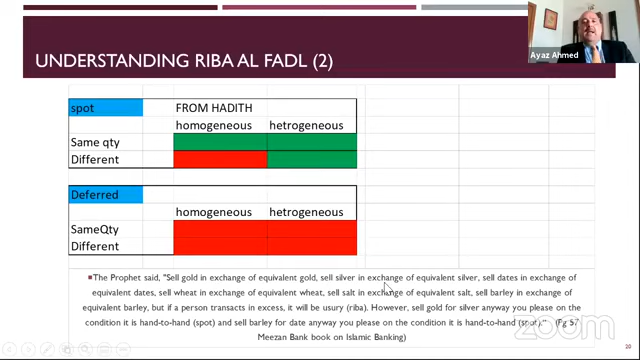 Ayaz Ahmed
UNDERSTANDING RIBA AL FADL (2)
spot FROM HADITH
homogeneous hetrogeneous
Same qty
Different
Deferred
homogeneous hetrogeneous
SameQty
Different
The Prophet said, "Sell gold in exchange of equivalent gold, sell silver in exchange of equivalent silver, sell dates in exchange of
equivalent dates, sell wheat in exchange of equivalent wheat, sell salt in exchange of equivalent salt, sell barley in exchange of
equivalent barley, but if a person transacts in excess, it will be usury (riba). However, sell gold for silver anyway you please on the
condition it is hand-to-hand (spot) and sell barley for date anyway you please on the condition it is hand-to-hand (spot)." (Pg 57
Meezan Bank book on Islamic Banking)
zoom
20